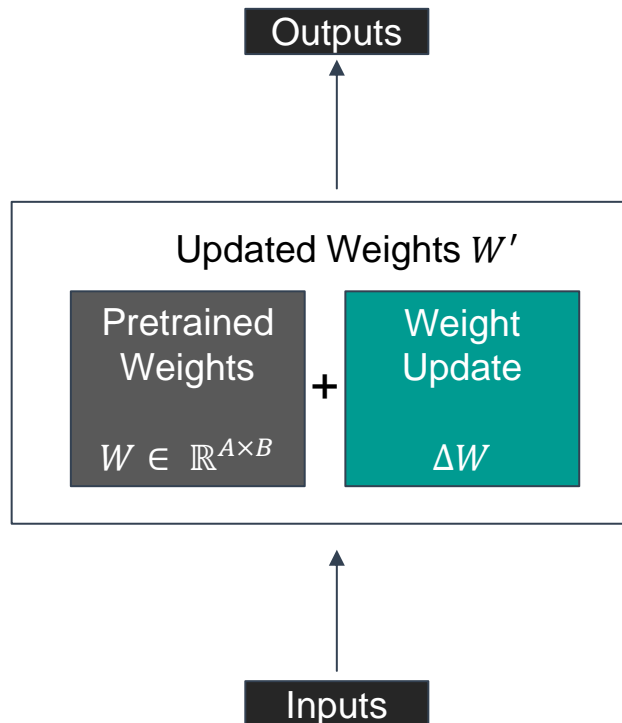 Outputs
Updated Weights W′
Pretrained
Weights
W ∈ ℝ^{A×B}
+
Weight
Update
ΔW
Inputs